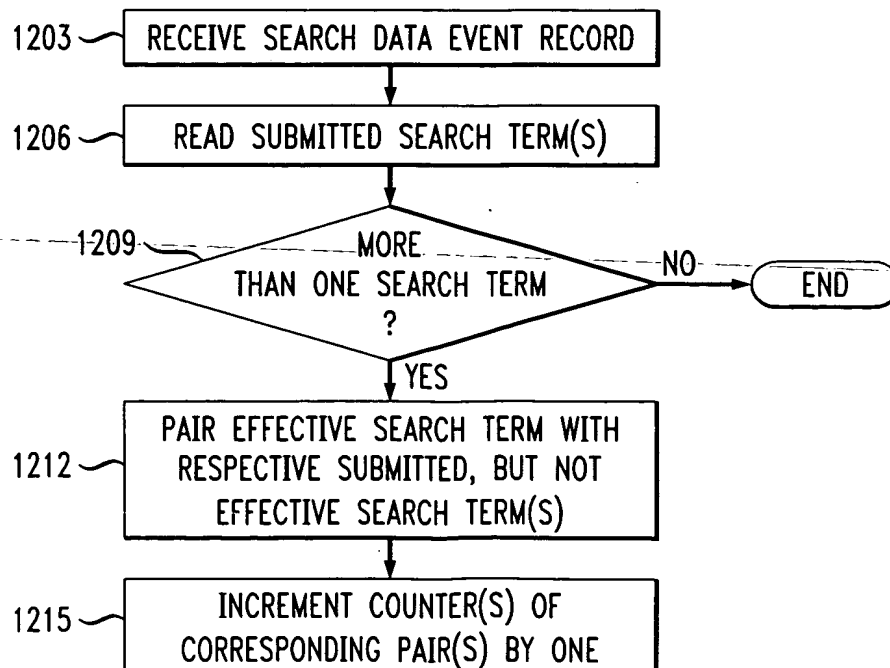 1203
RECEIVE SEARCH DATA EVENT RECORD
1206
READ SUBMITTED SEARCH TERM(S)
1209
MORE
THAN ONE SEARCH TERM
?
NO
END
YES
1212
PAIR EFFECTIVE SEARCH TERM WITH
RESPECTIVE SUBMITTED, BUT NOT
EFFECTIVE SEARCH TERM(S)
1215
INCREMENT COUNTER(S) OF
CORRESPONDING PAIR(S) BY ONE